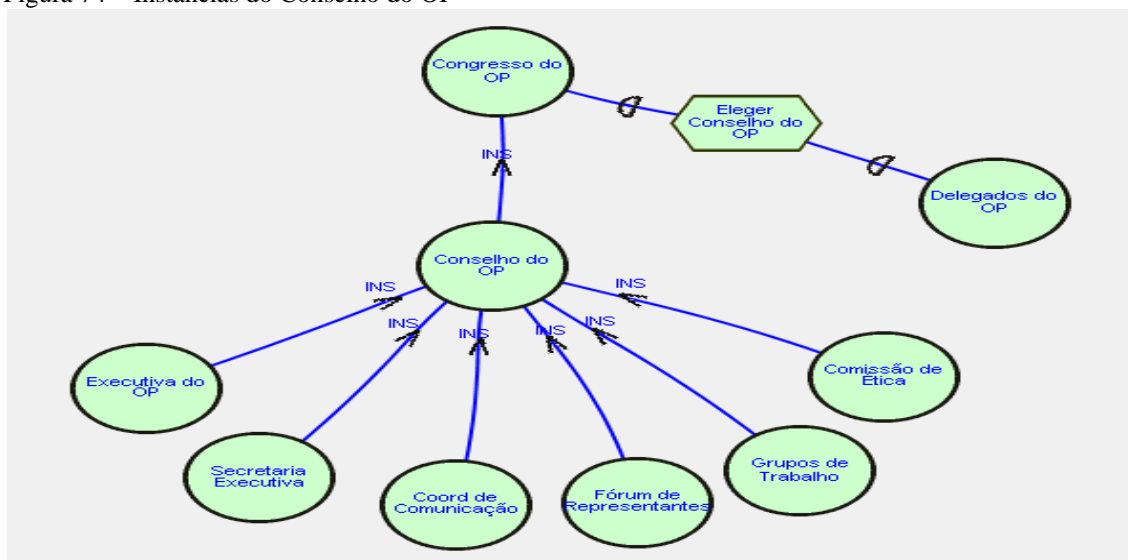 Figura 74 – Instâncias do Conselho do OP
Congresso do
OP
Eleger
Conselho do
OP
Delegados do
OP
INS
Conselho do
OP
INS
INS
INS
INS
INS
INS
Executiva do
OP
Secretaria
Executiva
Coord de
Comunicação
Fórum de
Representantes
Grupos de
Trabalho
Comissão de
Ética